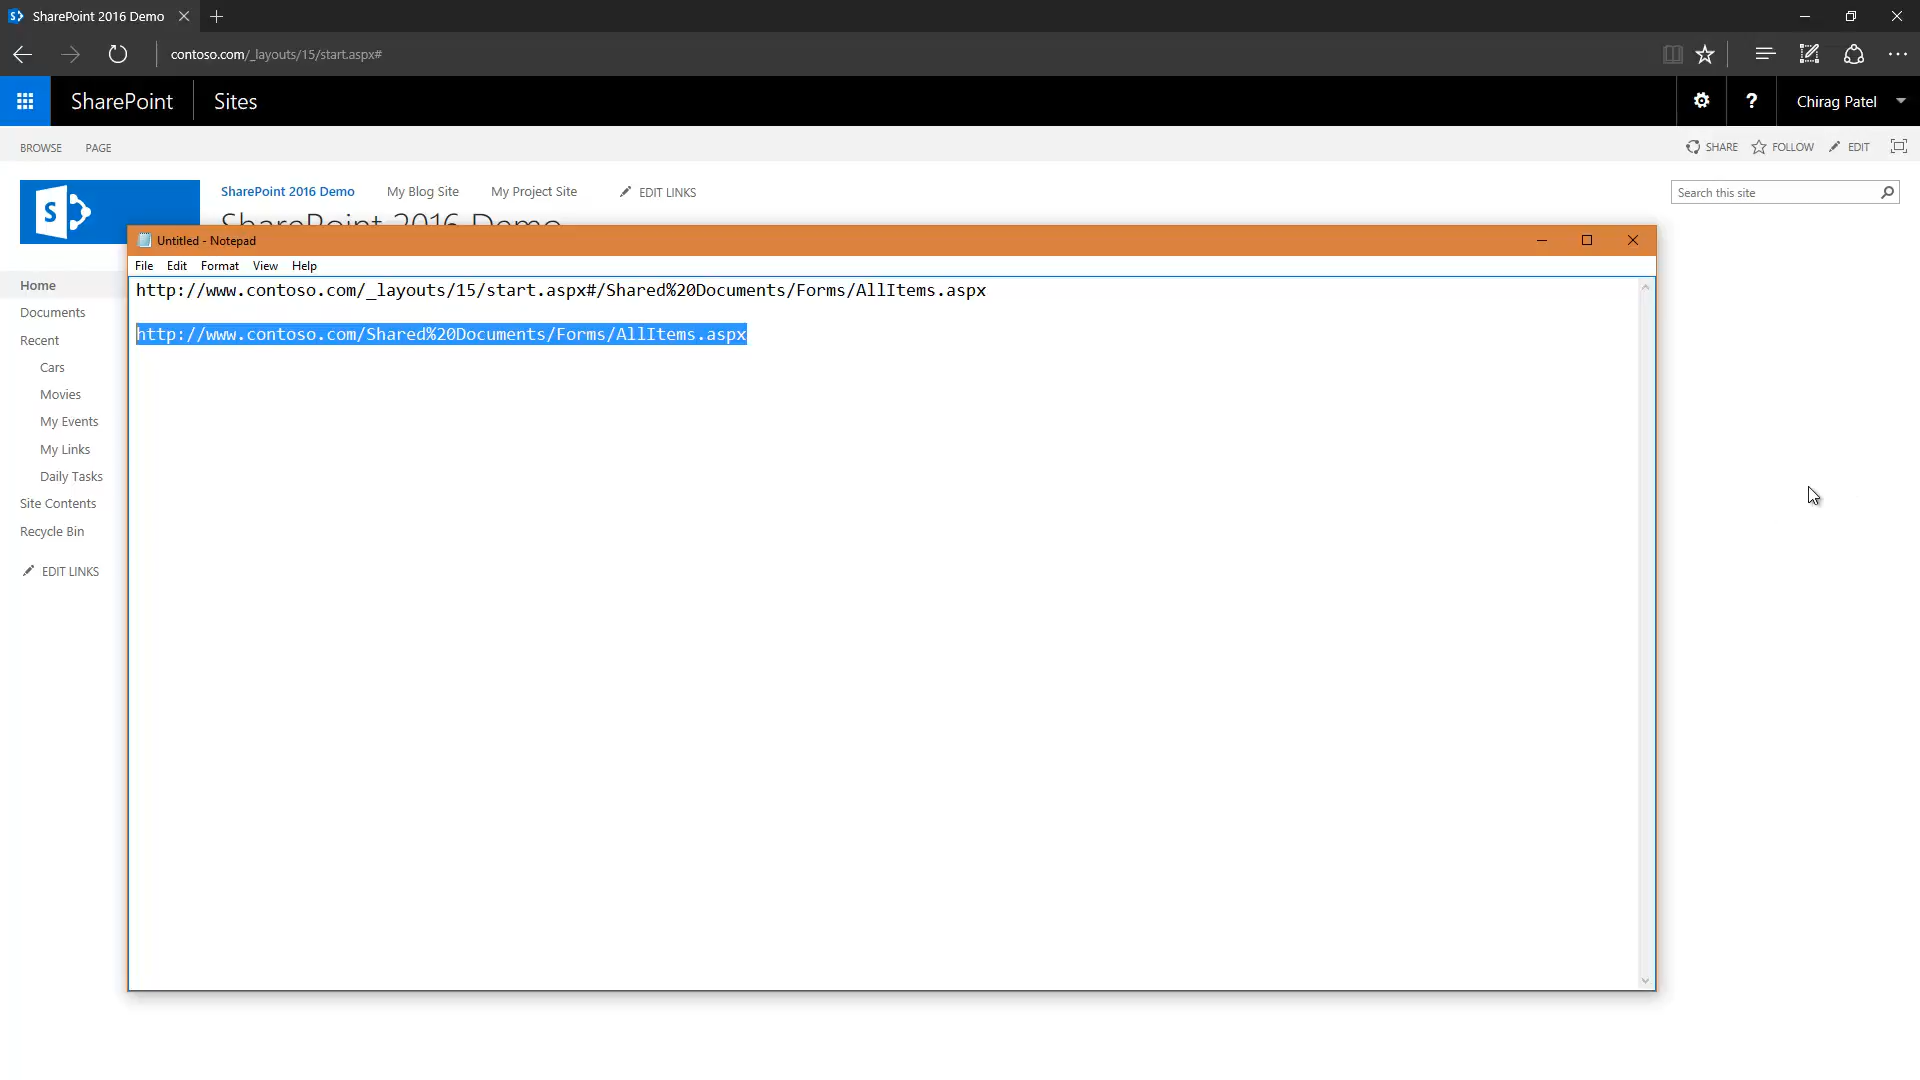 SharePoint 2016 Demo
contoso.com/_layouts/15/start.aspx#
SharePoint
Sites
?
Chirag Patel
BROWSE
PAGE
SHARE
FOLLOW
EDIT
S
SharePoint 2016 Demo
My Blog Site
My Project Site
EDIT LINKS
Search this site
SharePoint 2016 Demo
Untitled - Notepad
File
Edit
Format
View
Help
http://www.contoso.com/_layouts/15/start.aspx#/Shared%20Documents/Forms/AllItems.aspx
http://www.contoso.com/Shared%20Documents/Forms/AllItems.aspx
Home
Documents
Recent
Cars
Movies
My Events
My Links
Daily Tasks
Site Contents
Recycle Bin
EDIT LINKS